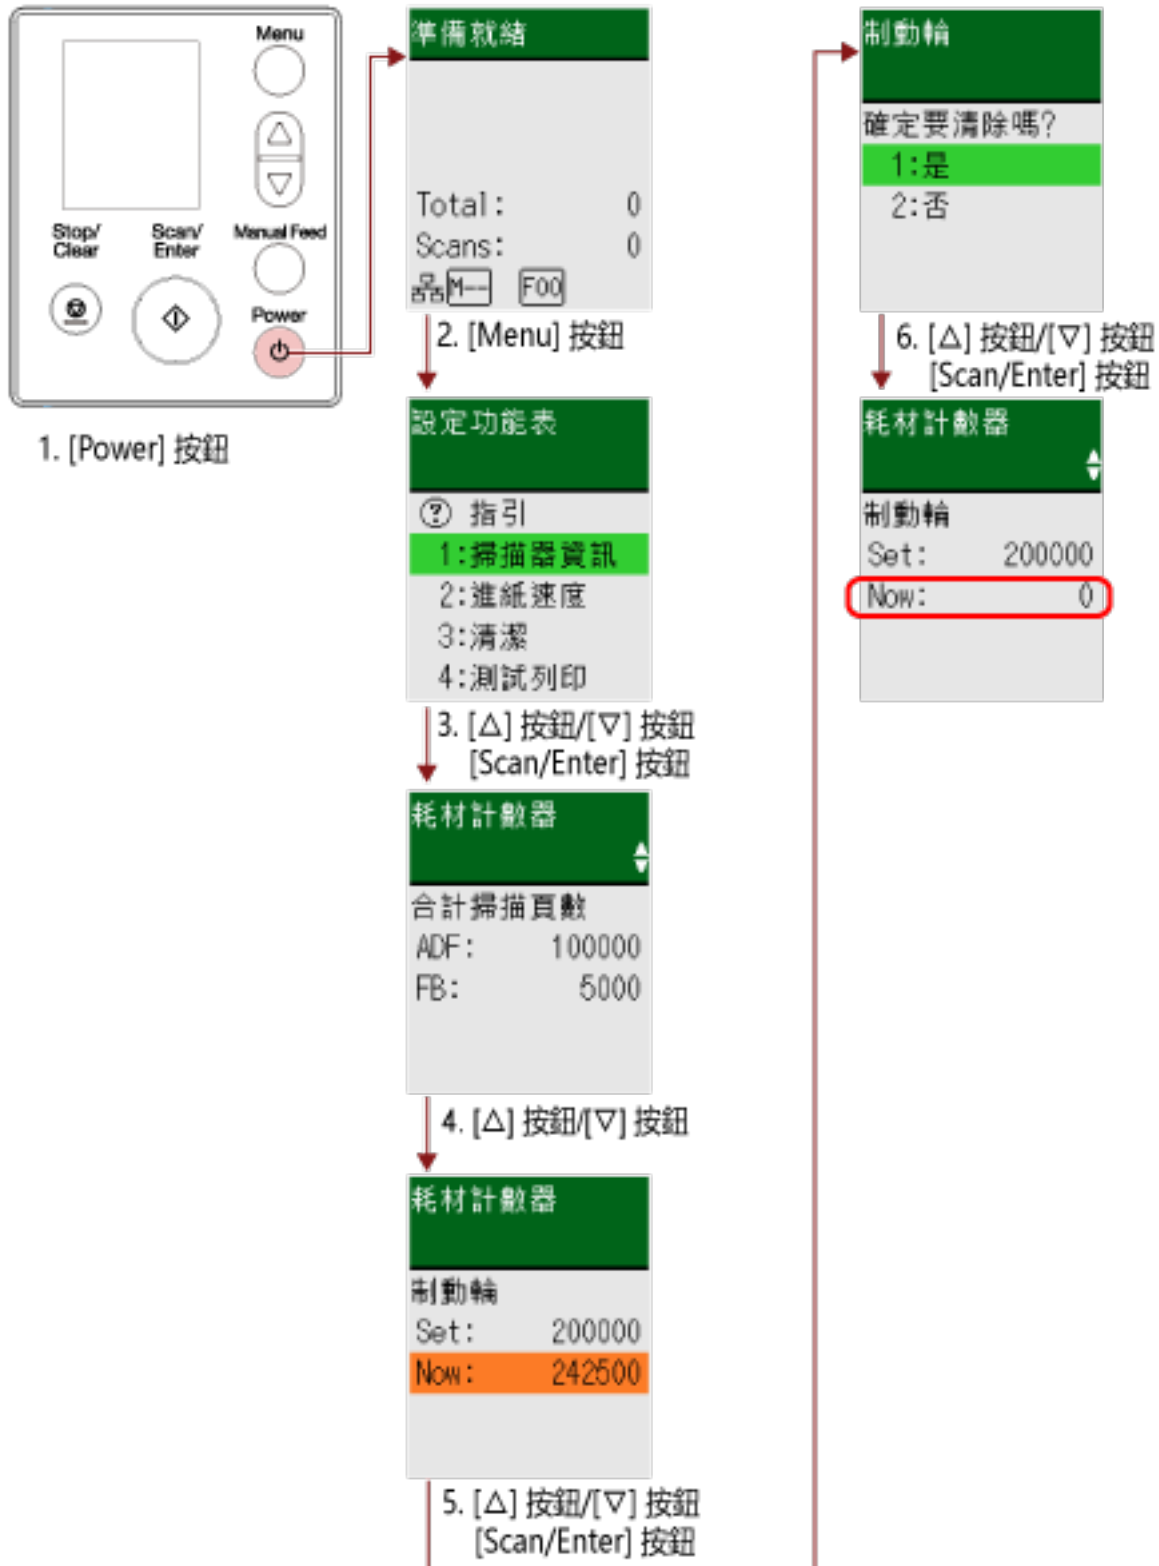 Menu
Stop/
Clear
Scan/
Enter
Manual Feed
Power
1. [Power] 按鈕
準備就緒
Total: 0
Scans: 0
M-- F00
2. [Menu] 按鈕
設定功能表
? 指引
1:掃描器資訊
2:進紙速度
3:清潔
4:測試列印
3. [△] 按鈕/[▽] 按鈕
[Scan/Enter] 按鈕
耗材計數器
合計掃描頁數
ADF: 100000
FB: 5000
4. [△] 按鈕/[▽] 按鈕
耗材計數器
制動輪
Set: 200000
Now: 242500
5. [△] 按鈕/[▽] 按鈕
[Scan/Enter] 按鈕
制動輪
確定要清除嗎?
1:是
2:否
6. [△] 按鈕/[▽] 按鈕
[Scan/Enter] 按鈕
耗材計數器
制動輪
Set: 200000
Now: 0